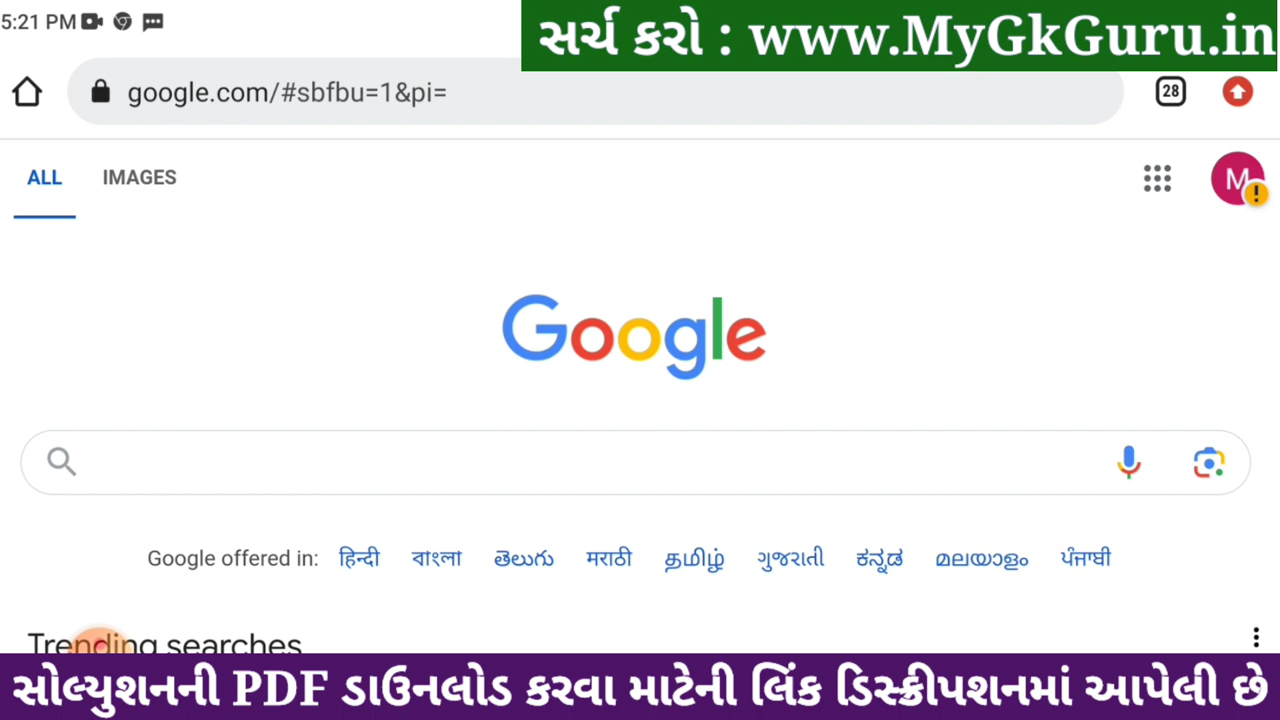 5:21 PM
સર્ચ કરો : www.MyGkGuru.in
google.com/#sbfbu=1&pi=
28
ALL IMAGES
M
Google
Google offered in: हिन्दी বাংলা తెలుగు मराठी தமிழ் ગુજરાતી ಕನ್ನಡ മലയാളം ਪੰਜਾਬੀ
Trending searches
સોલ્યુશનની PDF ડાઉનલોડ કરવા માટેની લિંક ડિસ્ક્રીપશનમાં આપેલી છે